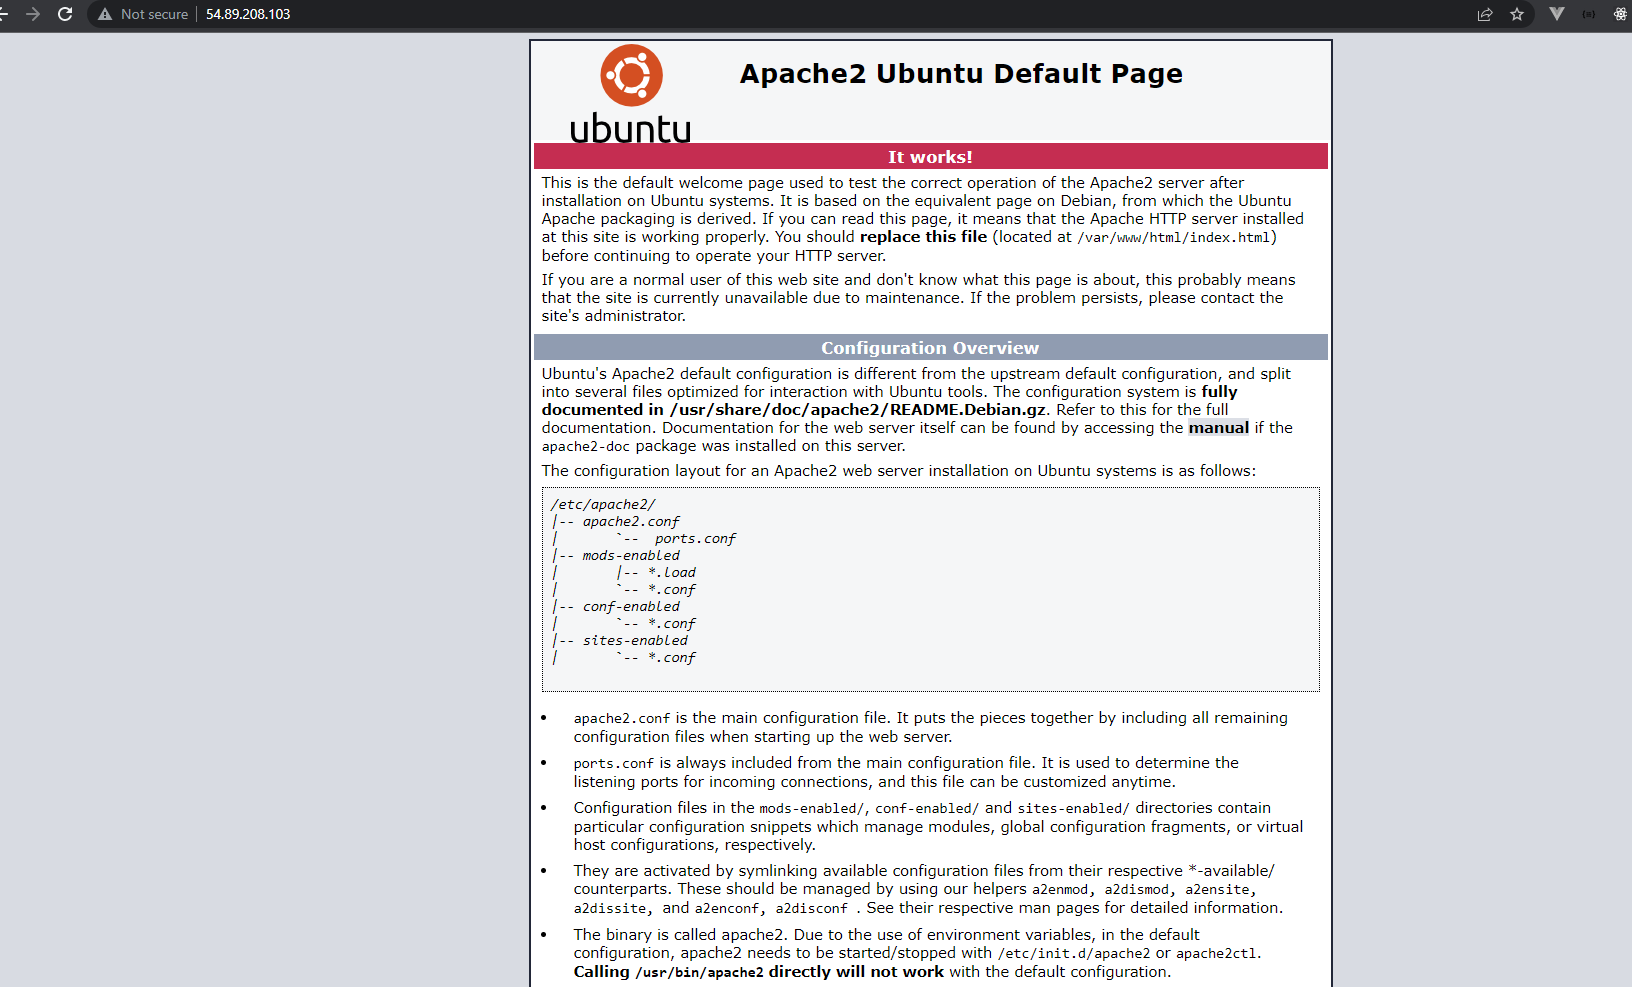 Not secure 54.89.208.103
ubuntu
Apache2 Ubuntu Default Page
It works!
This is the default welcome page used to test the correct operation of the Apache2 server after
installation on Ubuntu systems. It is based on the equivalent page on Debian, from which the Ubuntu
Apache packaging is derived. If you can read this page, it means that the Apache HTTP server installed
at this site is working properly. You should replace this file (located at /var/www/html/index.html)
before continuing to operate your HTTP server.
If you are a normal user of this web site and don't know what this page is about, this probably means
that the site is currently unavailable due to maintenance. If the problem persists, please contact the
site's administrator.
Configuration Overview
Ubuntu's Apache2 default configuration is different from the upstream default configuration, and split
into several files optimized for interaction with Ubuntu tools. The configuration system is fully
documented in /usr/share/doc/apache2/README.Debian.gz. Refer to this for the full
documentation. Documentation for the web server itself can be found by accessing the manual if the
apache2-doc package was installed on this server.
The configuration layout for an Apache2 web server installation on Ubuntu systems is as follows:
/etc/apache2/
|-- apache2.conf
|       `--  ports.conf
|-- mods-enabled
|       |-- *.load
|       `-- *.conf
|-- conf-enabled
|       `-- *.conf
|-- sites-enabled
|       `-- *.conf
• apache2.conf is the main configuration file. It puts the pieces together by including all remaining
configuration files when starting up the web server.
• ports.conf is always included from the main configuration file. It is used to determine the
listening ports for incoming connections, and this file can be customized anytime.
• Configuration files in the mods-enabled/, conf-enabled/ and sites-enabled/ directories contain
particular configuration snippets which manage modules, global configuration fragments, or virtual
host configurations, respectively.
• They are activated by symlinking available configuration files from their respective *-available/
counterparts. These should be managed by using our helpers a2enmod, a2dismod, a2ensite,
a2dissite, and a2enconf, a2disconf . See their respective man pages for detailed information.
• The binary is called apache2. Due to the use of environment variables, in the default
configuration, apache2 needs to be started/stopped with /etc/init.d/apache2 or apache2ctl.
Calling /usr/bin/apache2 directly will not work with the default configuration.